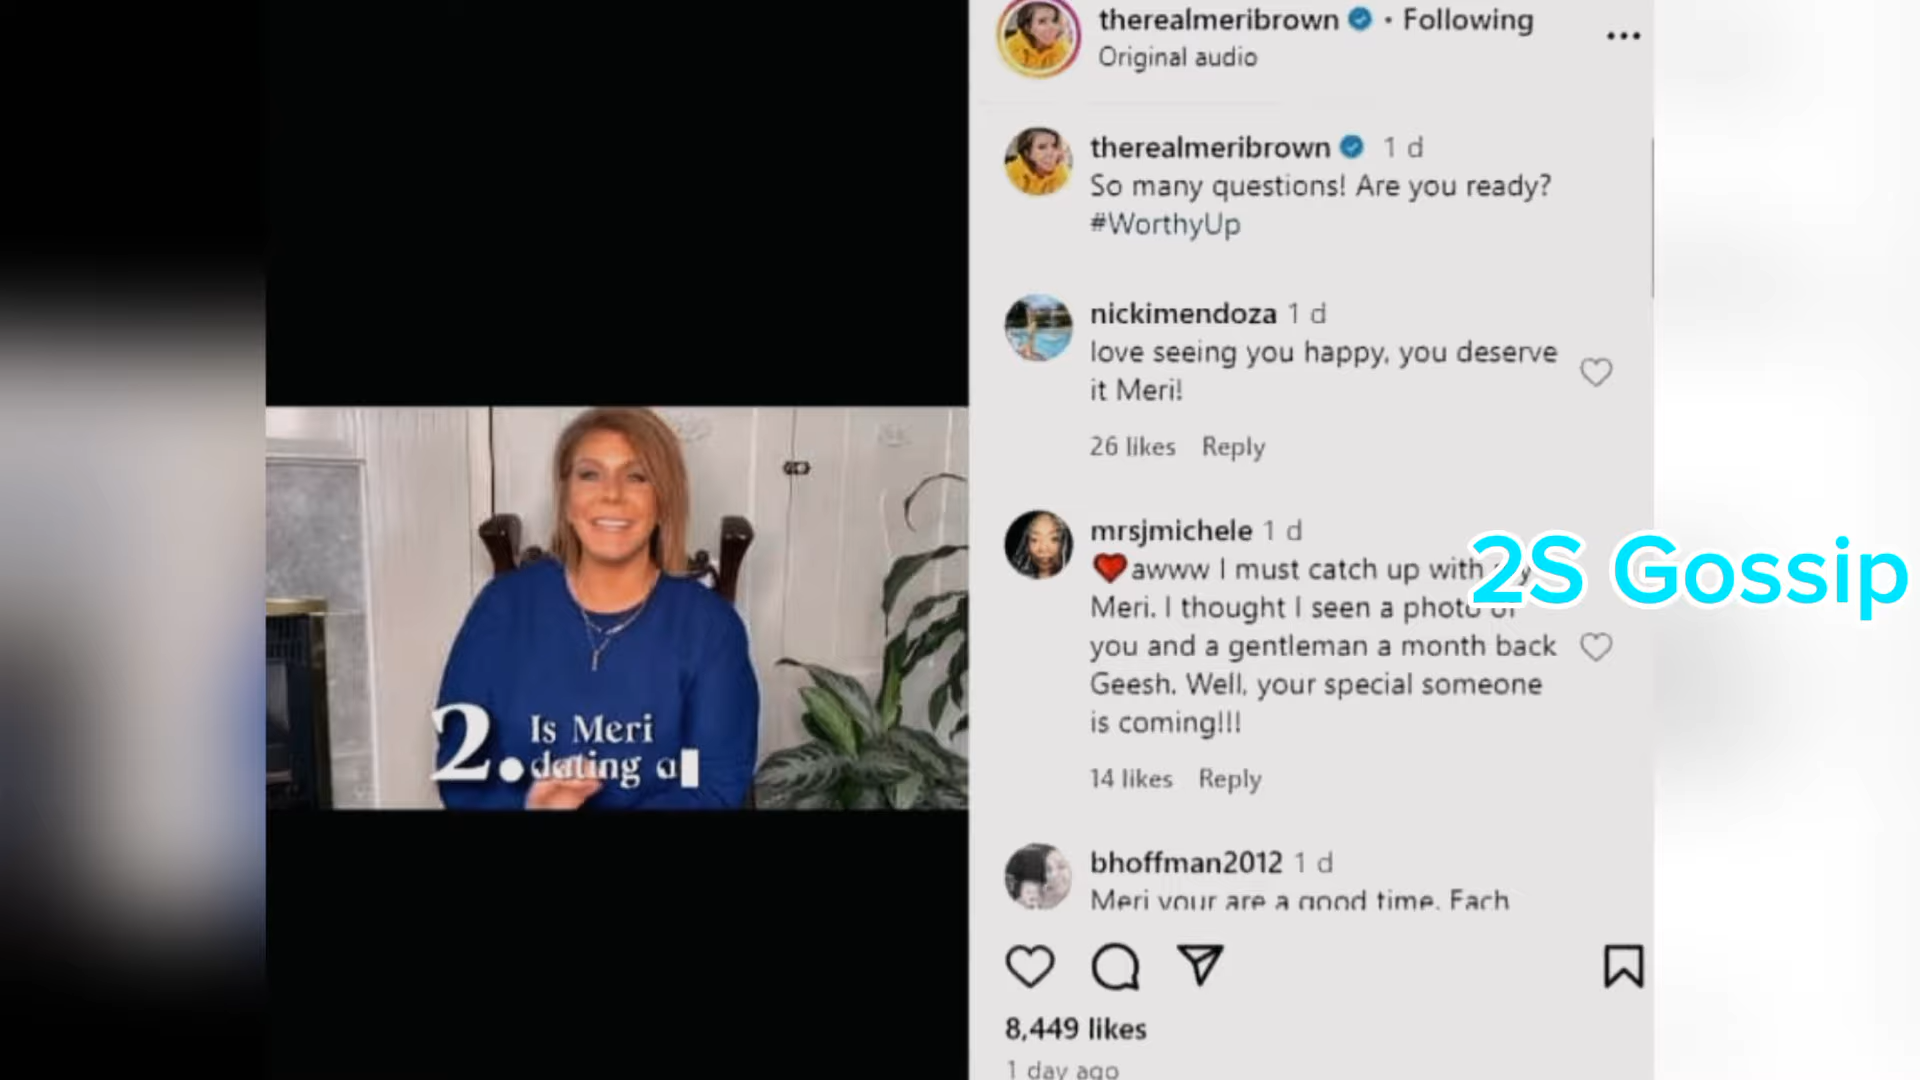 therealmeribrown • Following
Original audio
therealmeribrown 1 d
So many questions! Are you ready?
#WorthyUp
nickimendoza 1 d
love seeing you happy, you deserve
it Meri!
26 likes Reply
mrsjmichele 1 d
❤️awww I must catch up with
Meri. I thought I seen a photo of
you and a gentleman a month back
Geesh. Well, your special someone
is coming!!!
14 likes Reply
bhoffman2012 1 d
Meri your are a good time. Each
8,449 likes
1 day ago
2. Is Meri
dating a
2S Gossip